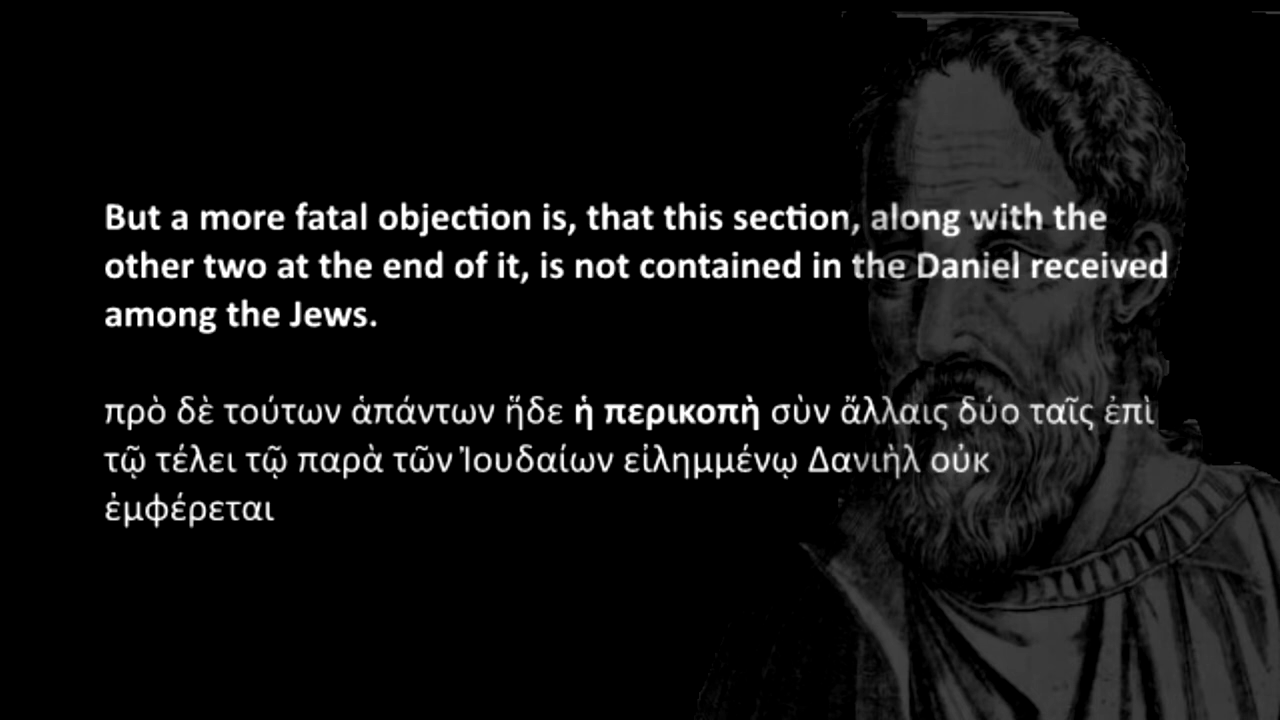 But a more fatal objection is, that this section, along with the
other two at the end of it, is not contained in the Daniel received
among the Jews.
πρὸ δὲ τούτων ἁπάντων ἥδε ἡ περικοπὴ σὺν ἄλλαις δύο ταῖς ἐπὶ
τῷ τέλει τῷ παρὰ τῶν Ἰουδαίων εἰλημμένῳ Δανιὴλ οὐκ
ἐμφέρεται